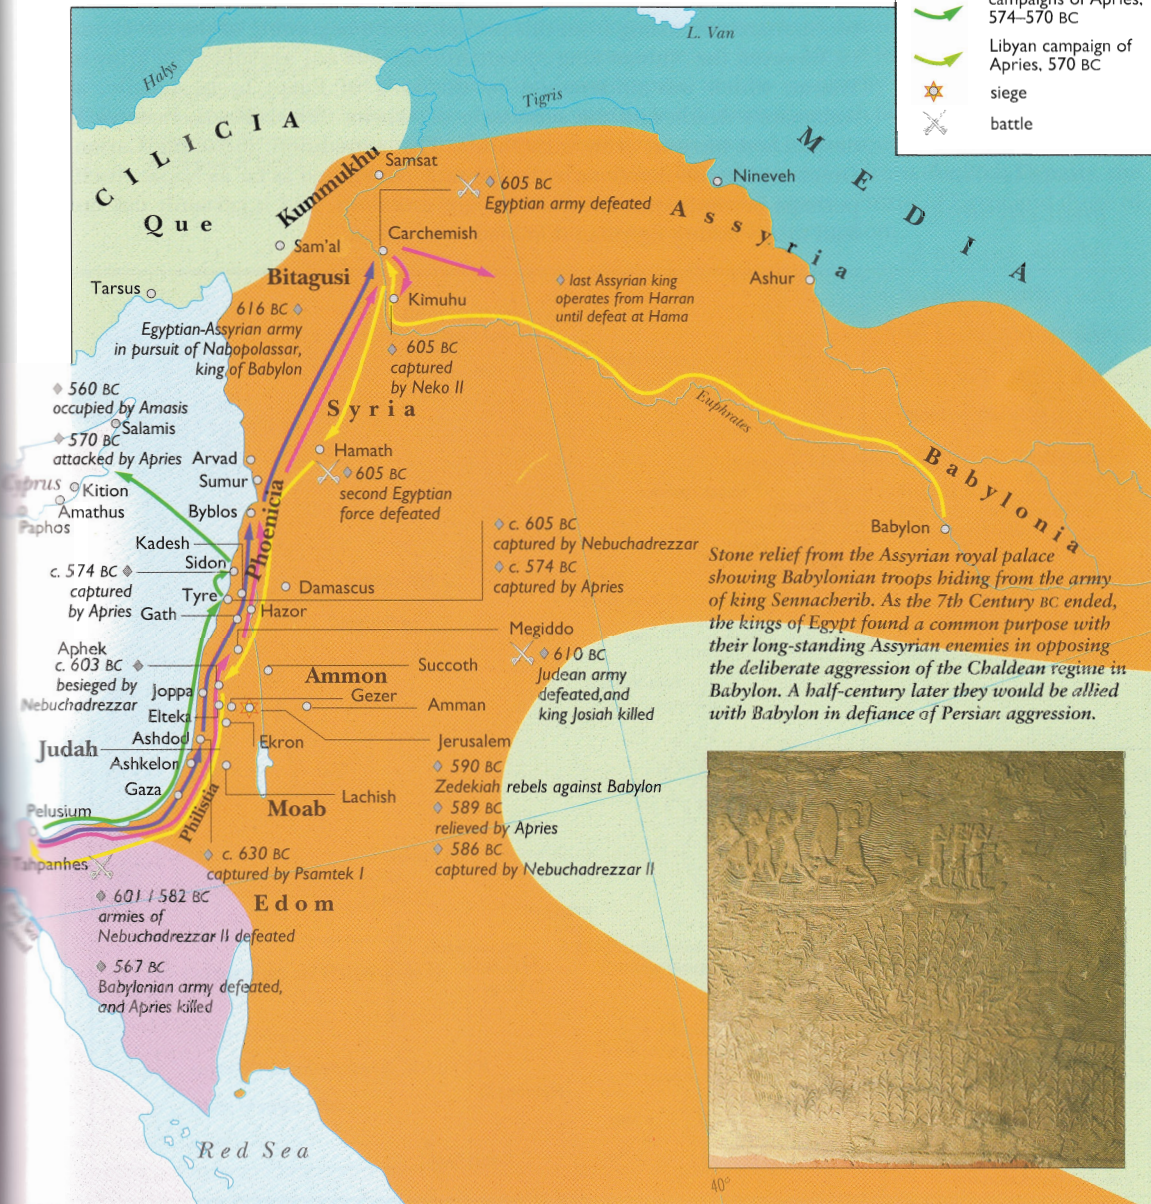 campaigns of Apries,
574–570 BC
Libyan campaign of
Apries, 570 BC
siege
battle
L. Van
Halys
Tigris
CILICIA
Que
Kummukhu
Samsat
MEDIA
Nineveh
605 BC
Egyptian army defeated
Assyria
Carchemish
Sam'al
Bitagusi
Ashur
last Assyrian king
operates from Harran
until defeat at Hama
Tarsus
Kimuhu
616 BC
Egyptian-Assyrian army
in pursuit of Nabopolassar,
king of Babylon
605 BC
captured
by Neko II
560 BC
occupied by Amasis
Salamis
570 BC
attacked by Apries
Syria
Euphrales
Hamath
605 BC
second Egyptian
force defeated
Arvad
Sumur
Byblos
Cyprus
Kition
Amathus
Paphos
Phoenicia
Babylonia
Babylon
Kadesh
Sidon
c. 574 BC
captured
by Apries
Tyre
Gath
Damascus
Hazor
c. 605 BC
captured by Nebuchadrezzar
c. 574 BC
captured by Apries
Stone relief from the Assyrian royal palace
showing Babylonian troops hiding from the army
of king Sennacherib. As the 7th Century BC ended,
the kings of Egypt found a common purpose with
their long-standing Assyrian enemies in opposing
the deliberate aggression of the Chaldean regime in
Babylon. A half-century later they would be allied
with Babylon in defiance of Persian aggression.
Megiddo
610 BC
Judean army
defeated,and
king Josiah killed
Aphek
c. 603 BC
besieged by
Nebuchadrezzar
Succoth
Ammon
Joppa
Gezer
Amman
Elteka
Judah
Ashdod
Ekron
Jerusalem
590 BC
Zedekiah rebels against Babylon
589 BC
relieved by Apries
586 BC
captured by Nebuchadrezzar II
Ashkelon
Gaza
Lachish
Moab
Philistia
Pelusium
Tahpanhes
c. 630 BC
captured by Psamtek I
601 / 582 BC
armies of
Nebuchadrezzar II defeated
567 BC
Babylonian army defeated,
and Apries killed
Edom
Red Sea
40°